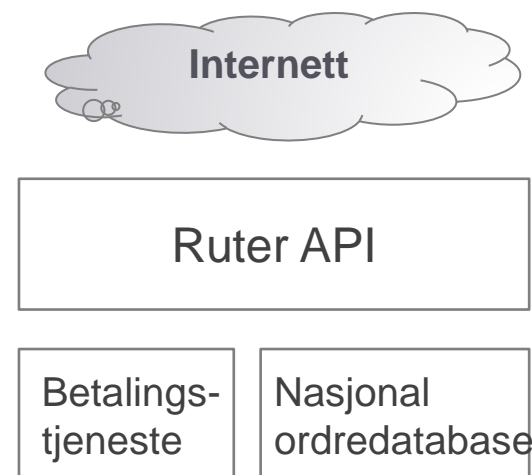 Internett
Ruter API
Betalings-
tjeneste
Nasjonal
ordredatabase